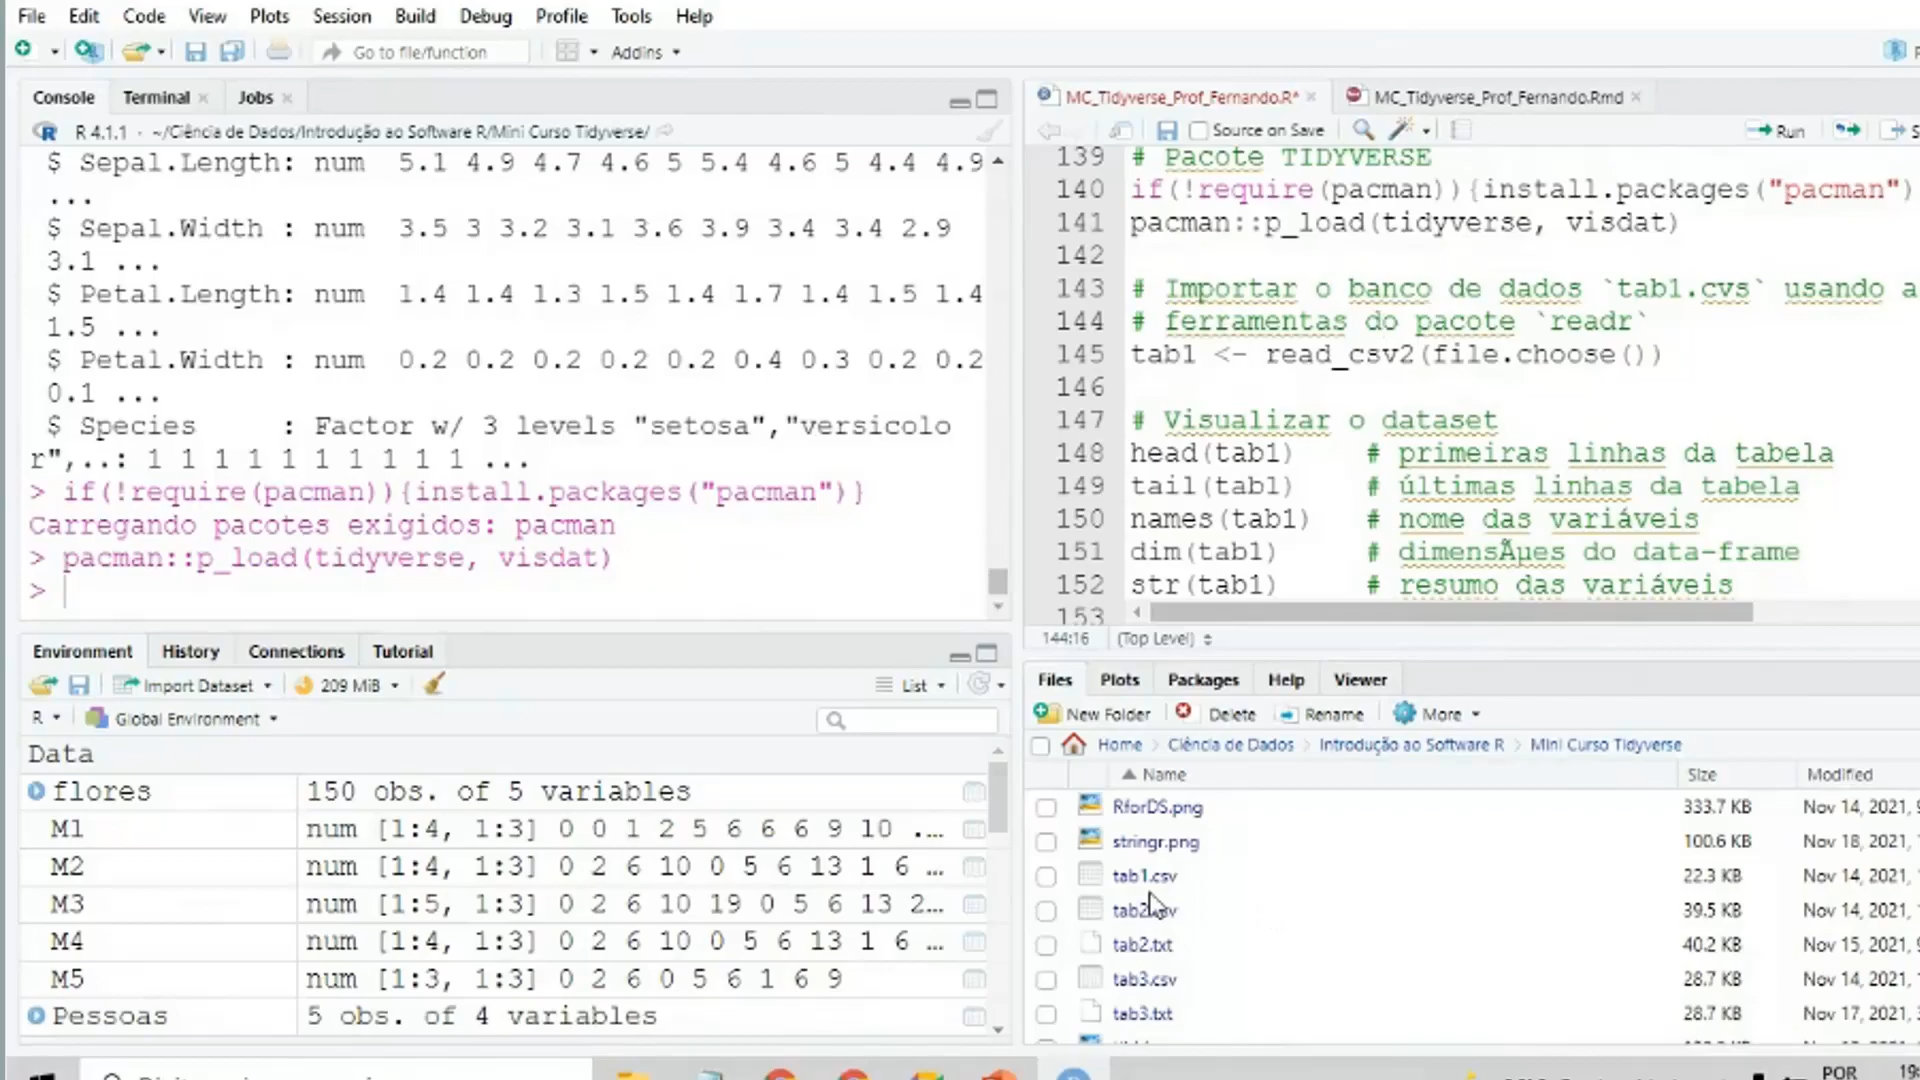 File Edit Code View Plots Session Build Debug Profile Tools Help
Go to file/function Addins
Console Terminal Jobs
R 4.1.1 · ~/Ciência de Dados/Introdução ao Software R/Mini Curso Tidyverse/
$ Sepal.Length: num 5.1 4.9 4.7 4.6 5 5.4 4.6 5 4.4 4.9
...
$ Sepal.Width : num 3.5 3 3.2 3.1 3.6 3.9 3.4 3.4 2.9
3.1 ...
$ Petal.Length: num 1.4 1.4 1.3 1.5 1.4 1.7 1.4 1.5 1.4
1.5 ...
$ Petal.Width : num 0.2 0.2 0.2 0.2 0.2 0.4 0.3 0.2 0.2
0.1 ...
$ Species : Factor w/ 3 levels "setosa","versicolo
r",..: 1 1 1 1 1 1 1 1 1 1 ...
> if(!require(pacman)){install.packages("pacman")}
Carregando pacotes exigidos: pacman
> pacman::p_load(tidyverse, visdat)
>
MC_Tidyverse_Prof_Fernando.R* MC_Tidyverse_Prof_Fernando.Rmd
Source on Save Run
139 # Pacote TIDYVERSE
140 if(!require(pacman)){install.packages("pacman")
141 pacman::p_load(tidyverse, visdat)
142
143 # Importar o banco de dados `tab1.cvs` usando a
144 # ferramentas do pacote `readr`
145 tab1 <- read_csv2(file.choose())
146
147 # Visualizar o dataset
148 head(tab1) # primeiras linhas da tabela
149 tail(tab1) # últimas linhas da tabela
150 names(tab1) # nome das variáveis
151 dim(tab1) # dimensÃµes do data-frame
152 str(tab1) # resumo das variáveis
153
144:16 (Top Level)
Environment History Connections Tutorial
Import Dataset 209 MiB List
R Global Environment
Data
flores 150 obs. of 5 variables
M1 num [1:4, 1:3] 0 0 1 2 5 6 6 6 9 10 ...
M2 num [1:4, 1:3] 0 2 6 10 0 5 6 13 1 6 ...
M3 num [1:5, 1:3] 0 2 6 10 19 0 5 6 13 2...
M4 num [1:4, 1:3] 0 2 6 10 0 5 6 13 1 6 ...
M5 num [1:3, 1:3] 0 2 6 0 5 6 1 6 9
Pessoas 5 obs. of 4 variables
Files Plots Packages Help Viewer
New Folder Delete Rename More
Home Ciência de Dados Introdução ao Software R Mini Curso Tidyverse
Name Size Modified
RforDS.png 333.7 KB Nov 14, 2021,
stringr.png 100.6 KB Nov 18, 2021,
tab1.csv 22.3 KB Nov 14, 2021,
tab2.csv 39.5 KB Nov 14, 2021,
tab2.txt 40.2 KB Nov 15, 2021,
tab3.csv 28.7 KB Nov 14, 2021,
tab3.txt 28.7 KB Nov 17, 2021,
POR